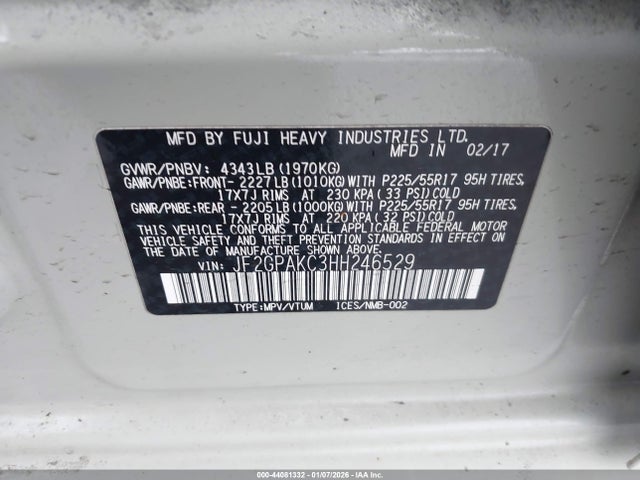 MFD BY FUJI HEAVY INDUSTRIES LTD.
MFD IN 02/17
GVWR/PNBV: 4343LB(1970KG)
GAWR/PNBE:FRONT- 2227LB(1010KG)WITH P225/55R17 95H TIRES,
17X7J RIMS AT 230 KPA(33 PSI)COLD
GAWR/PNBE:REAR - 2205LB(1000KG)WITH P225/55R17 95H TIRES,
17X7J RIMS AT 220 KPA(32 PSI)COLD
THIS VEHICLE CONFORMS TO ALL APPLICABLE FEDERAL MOTOR
VEHICLE SAFETY AND THEFT PREVENTION STANDARDS IN EFFECT ON
THE DATE OF MANUFACTURE SHOWN ABOVE.
VIN: JF2GPAKC3HH246529
TYPE:MPV/VTUM ICES/NMB-002
000-44081332 - 01/07/2026 - IAA Inc.